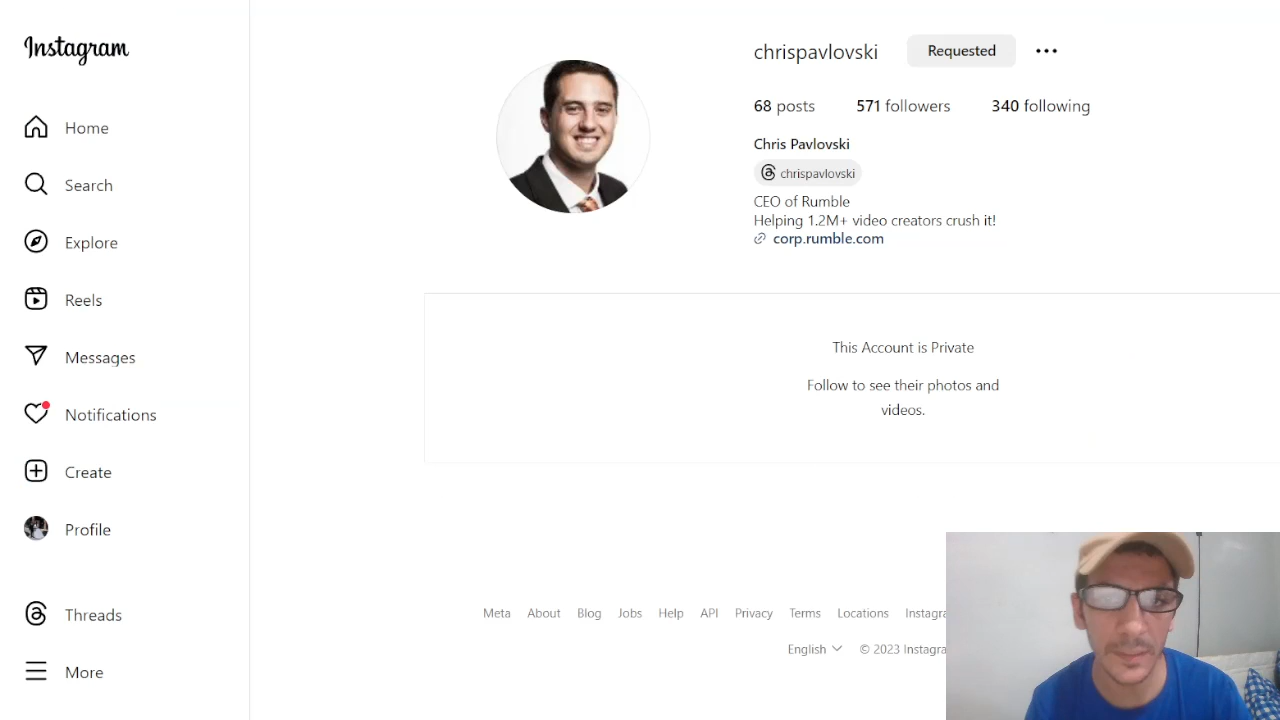 Instagram
Home
Search
Explore
Reels
Messages
Notifications
Create
Profile
Threads
More
chrispavlovski Requested
68 posts 571 followers 340 following
Chris Pavlovski
chrispavlovski
CEO of Rumble
Helping 1.2M+ video creators crush it!
corp.rumble.com
This Account is Private
Follow to see their photos and
videos.
Meta About Blog Jobs Help API Privacy Terms Locations Instagra
English © 2023 Instagra